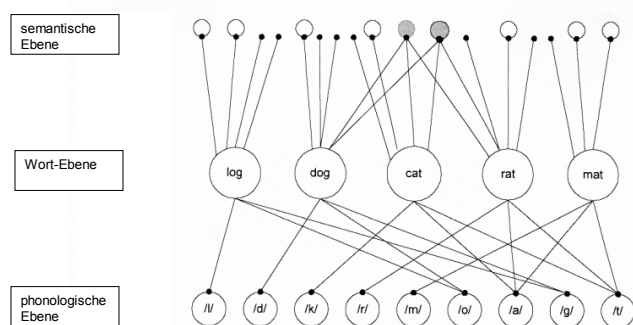 semantische
Ebene
Wort-Ebene
log dog cat rat mat
phonologische
Ebene
/l/ /d/ /k/ /r/ /m/ /o/ /a/ /g/ /t/